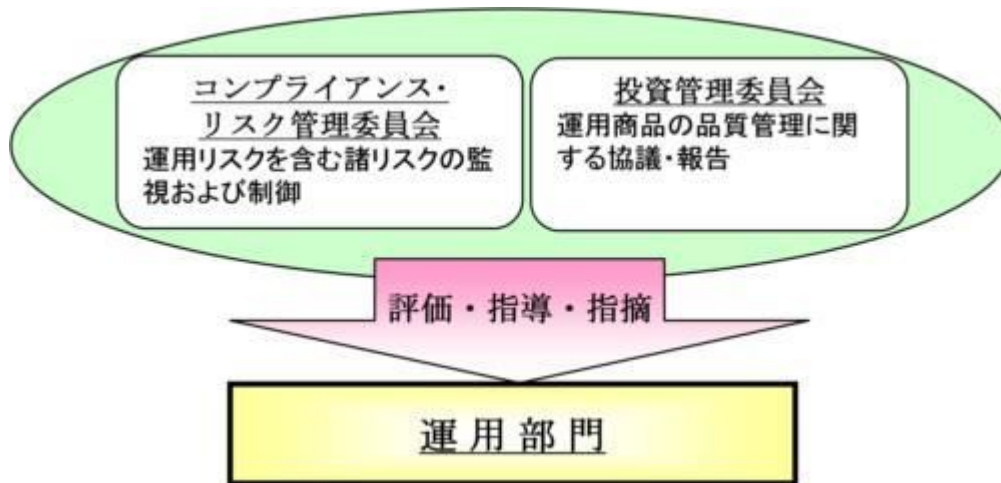 コンプライアンス・
リスク管理委員会
運用リスクを含む諸リスクの監
視および制御
投資管理委員会
運用商品の品質管理に関
する協議・報告
評価・指導・指摘
運用部門